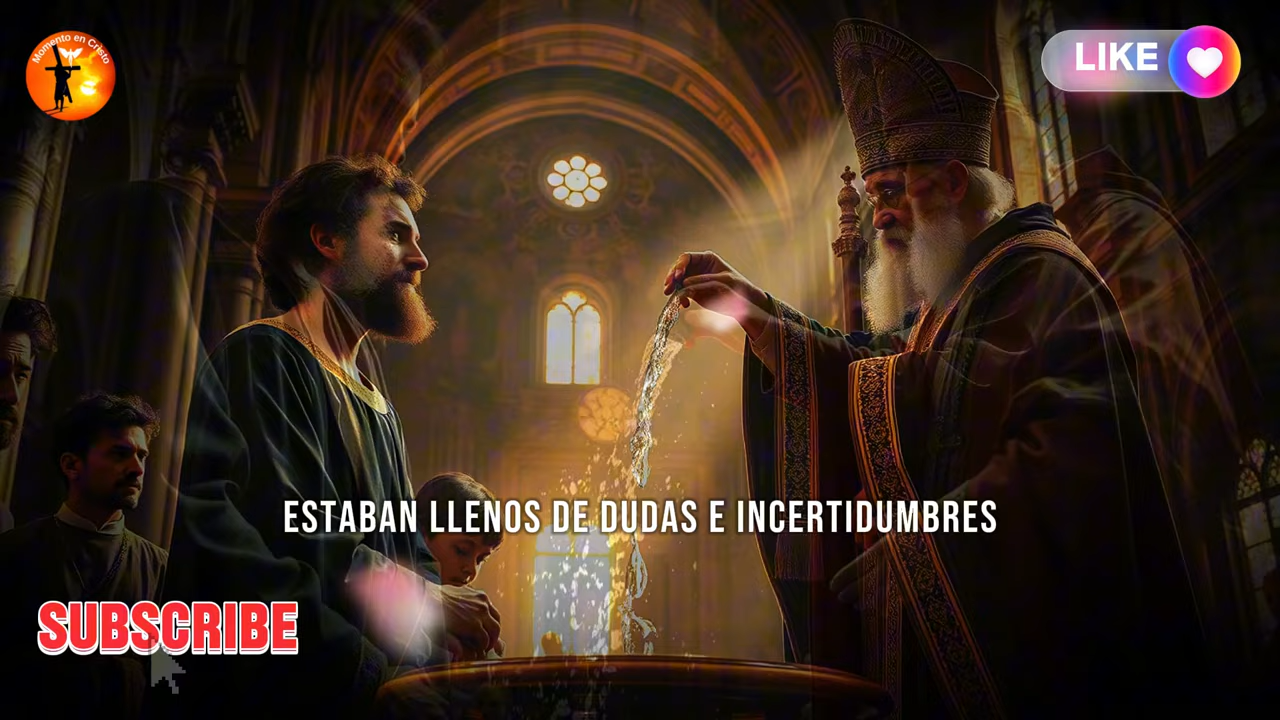 Momento en Cristo
LIKE
ESTABAN LLENOS DE DUDAS E INCERTIDUMBRES
SUBSCRIBE